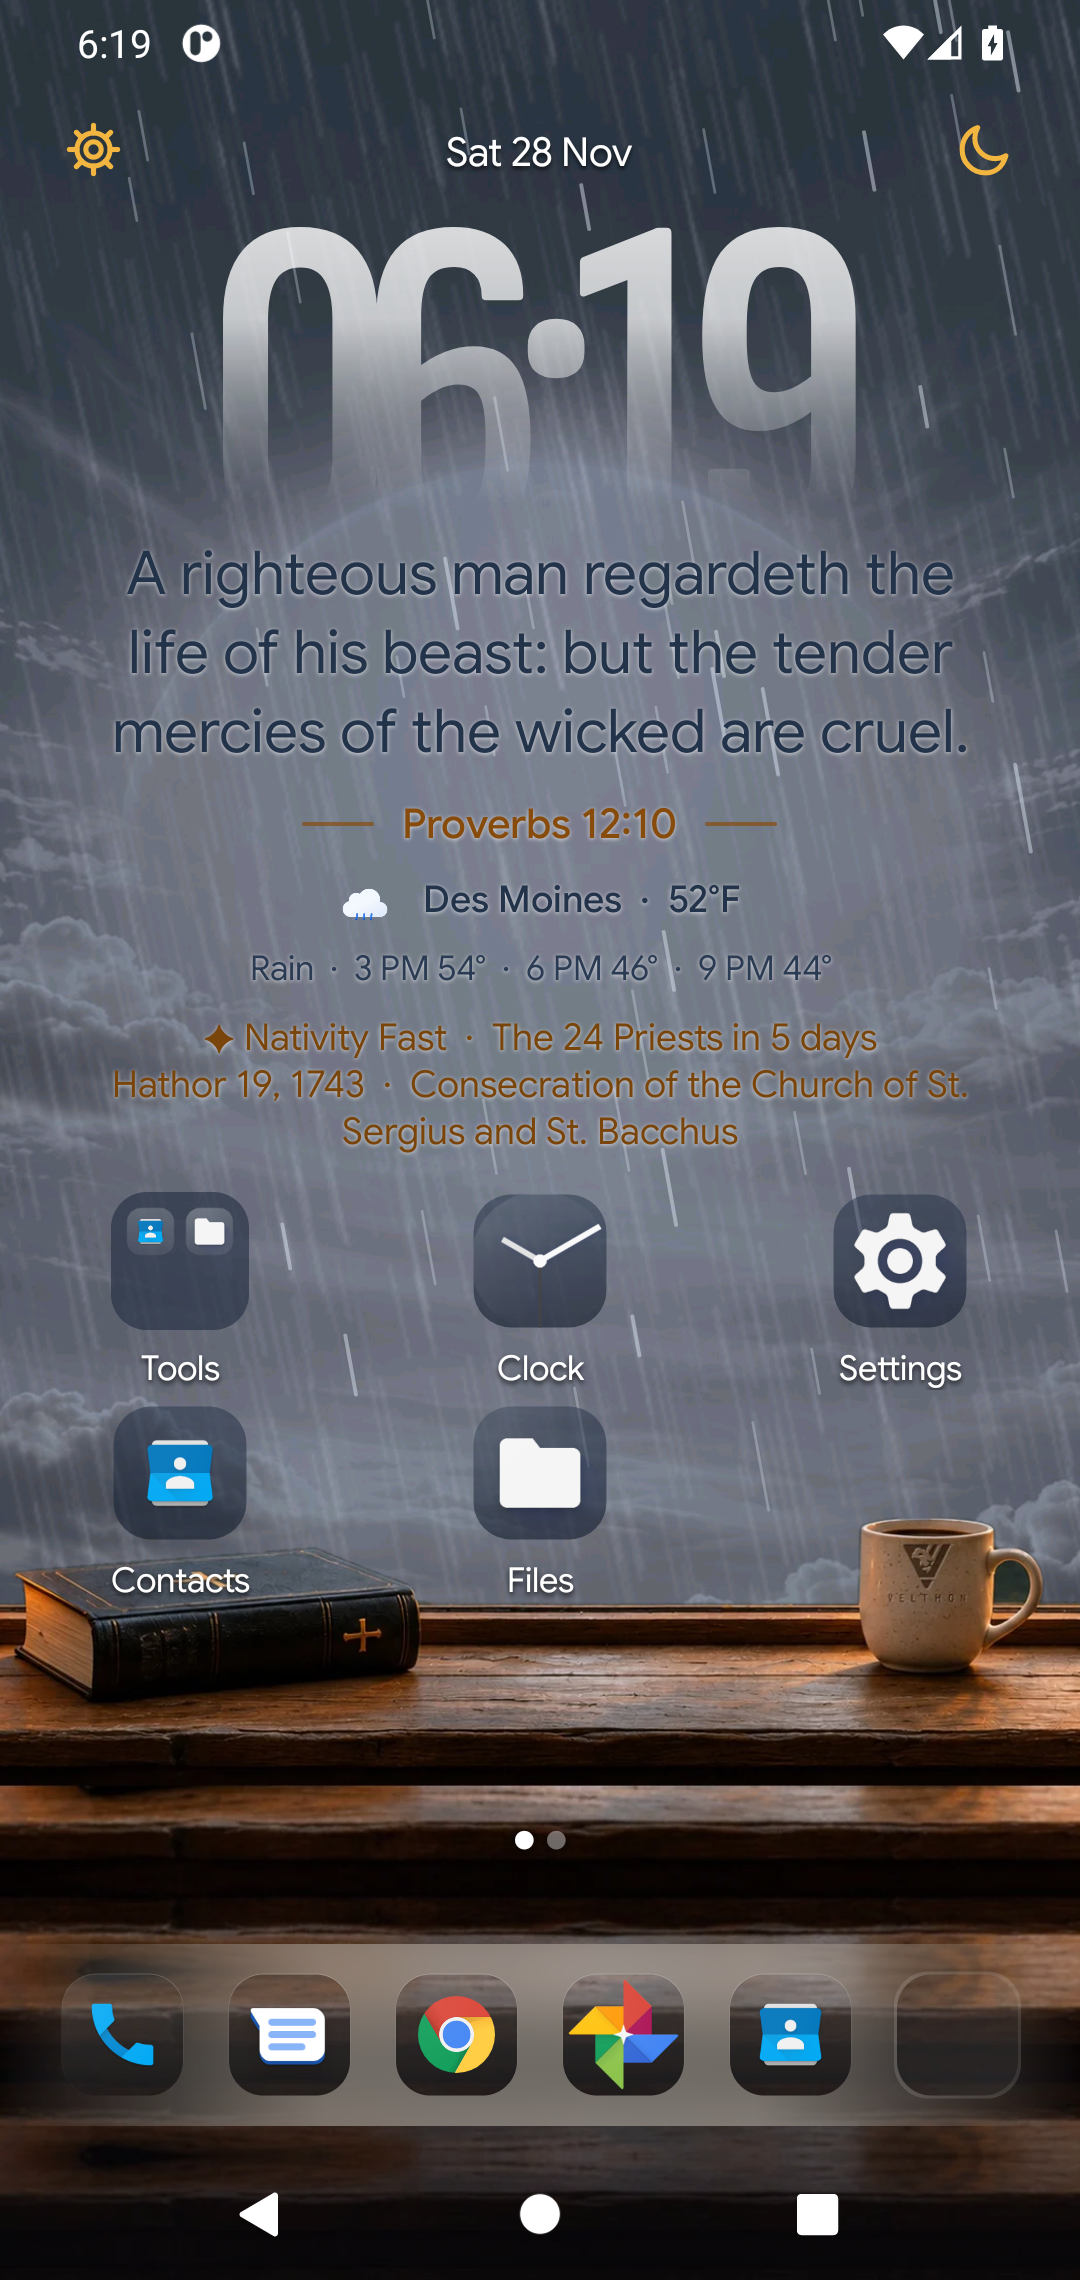 6:19
Sat 28 Nov
06:19
A righteous man regardeth the
life of his beast: but the tender
mercies of the wicked are cruel.
Proverbs 12:10
Des Moines · 52°F
Rain · 3 PM 54° · 6 PM 46° · 9 PM 44°
✦ Nativity Fast · The 24 Priests in 5 days
Hathor 19, 1743 · Consecration of the Church of St.
Sergius and St. Bacchus
Tools
Clock
Settings
Contacts
Files
VELTHON